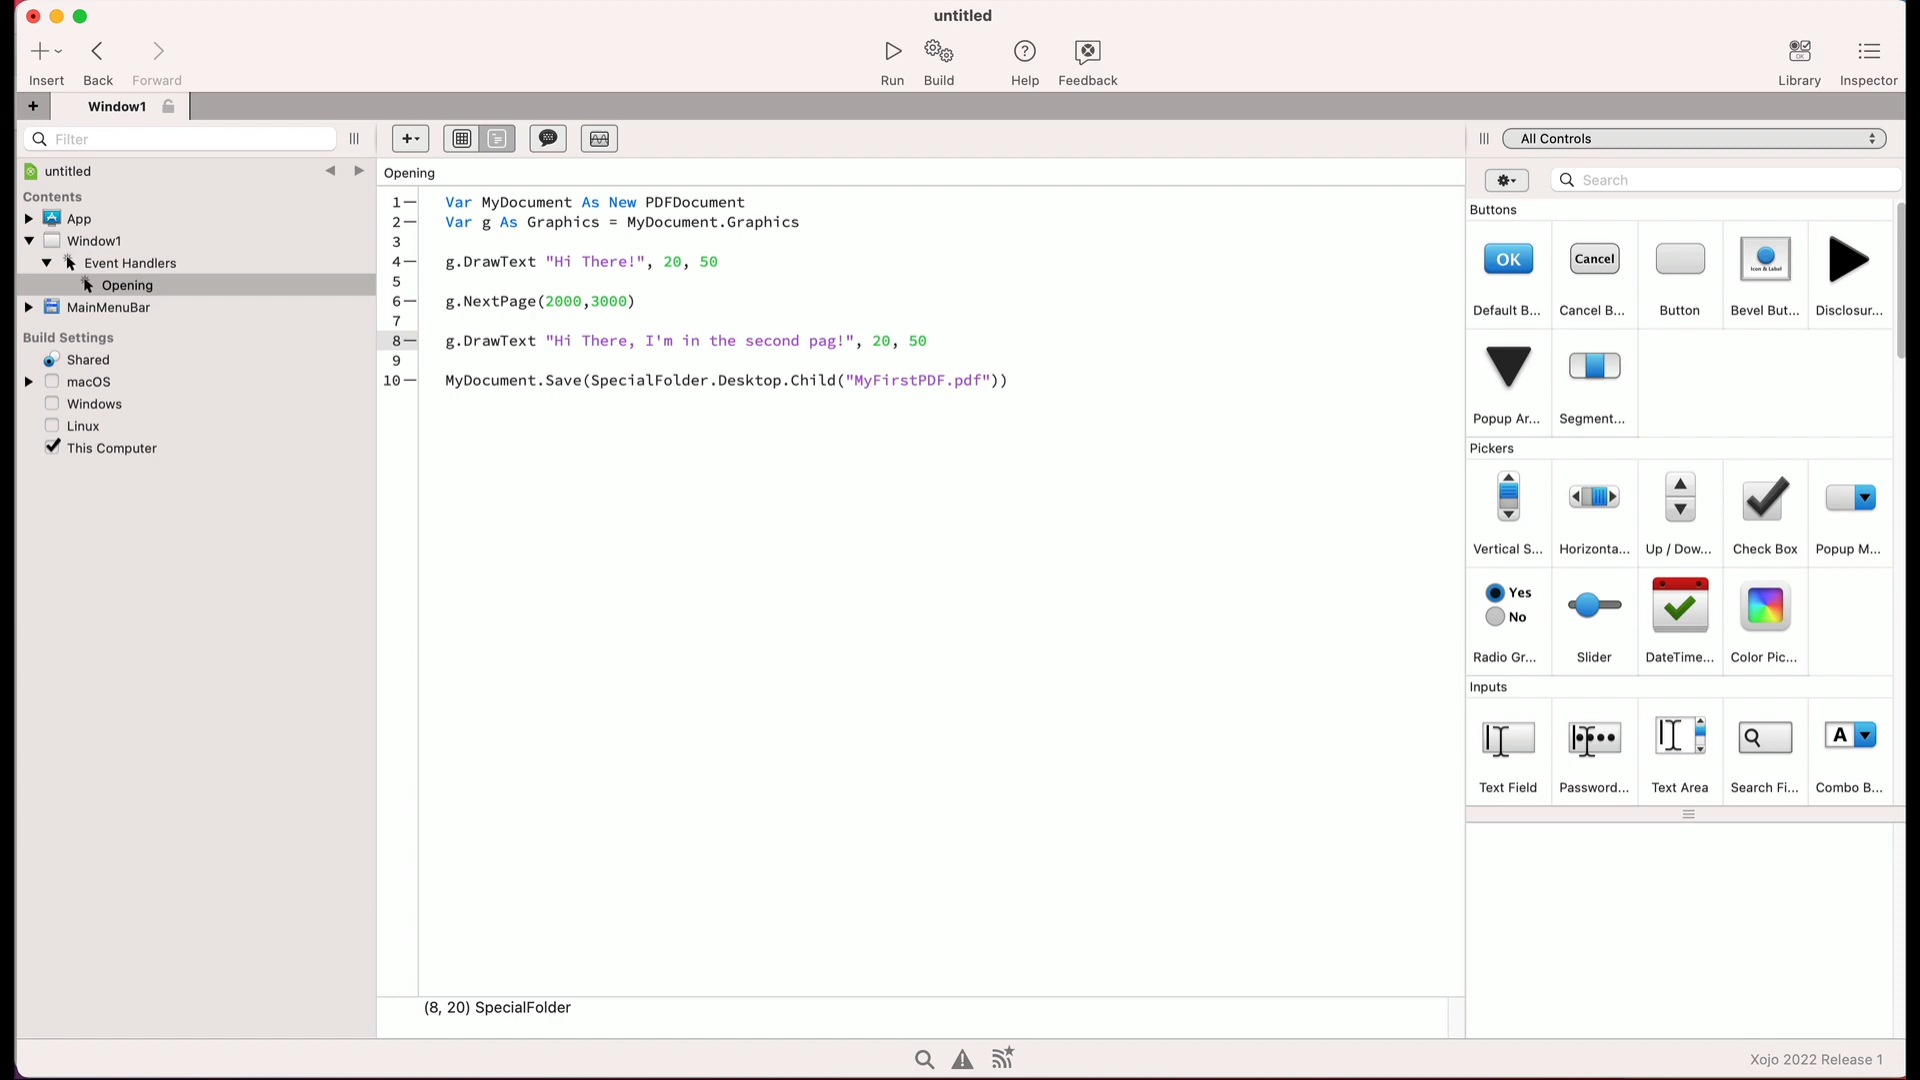 untitled
Insert
Back
Forward
Run
Build
Help
Feedback
Library
Inspector
+
Window1
Filter
All Controls
untitled
Opening
Search
Contents
App
Window1
Event Handlers
Opening
MainMenuBar
Build Settings
Shared
macOS
Windows
Linux
This Computer
1 Var MyDocument As New PDFDocument
2 Var g As Graphics = MyDocument.Graphics
3
4 g.DrawText "Hi There!", 20, 50
5
6 g.NextPage(2000,3000)
7
8 g.DrawText "Hi There, I'm in the second pag!", 20, 50
9
10 MyDocument.Save(SpecialFolder.Desktop.Child("MyFirstPDF.pdf"))
Buttons
OK
Cancel
Icon & Label
Default B...
Cancel B...
Button
Bevel But...
Disclosur...
Popup Ar...
Segment...
Pickers
Vertical S...
Horizonta...
Up / Dow...
Check Box
Popup M...
Yes
No
Radio Gr...
Slider
DateTime...
Color Pic...
Inputs
A
Text Field
Password...
Text Area
Search Fi...
Combo B...
(8, 20) SpecialFolder
Xojo 2022 Release 1